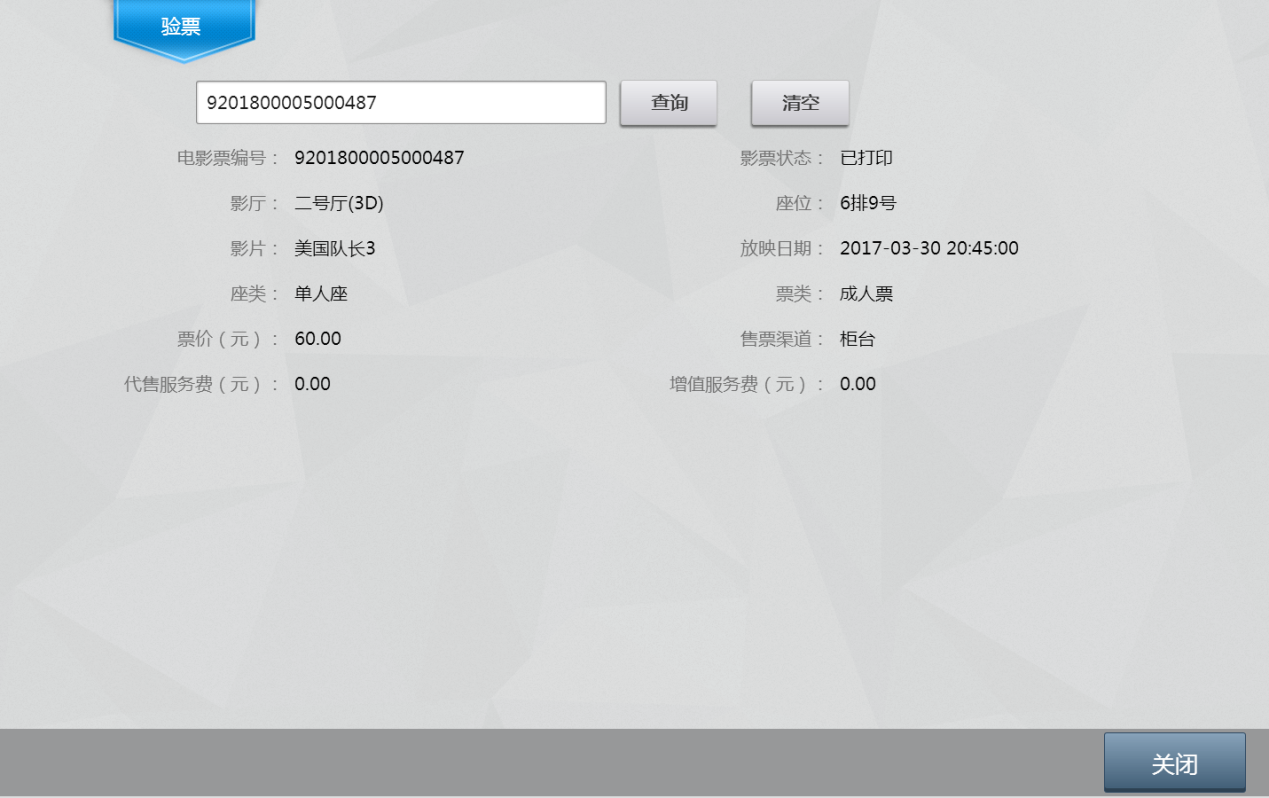 验票
9201800005000487 查询 清空
电影票编号： 9201800005000487 影票状态： 已打印
影厅： 二号厅(3D) 座位： 6排9号
影片： 美国队长3 放映日期： 2017-03-30 20:45:00
座类： 单人座 票类： 成人票
票价（元）： 60.00 售票渠道： 柜台
代售服务费（元）： 0.00 增值服务费（元）： 0.00
关闭